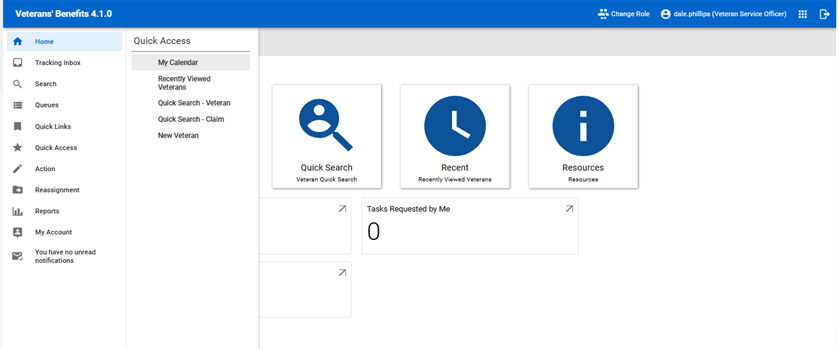 Veterans' Benefits 4.1.0
Change Role
dale.phillips (Veteran Service Officer)
Home
Tracking Inbox
Search
Queues
Quick Links
Quick Access
Action
Reassignment
Reports
My Account
You have no unread
notifications
Quick Access
My Calendar
Recently Viewed
Veterans
Quick Search - Veteran
Quick Search - Claim
New Veteran
Quick Search
Veteran Quick Search
Recent
Recently Viewed Veterans
Resources
Resources
Tasks Requested by Me
0